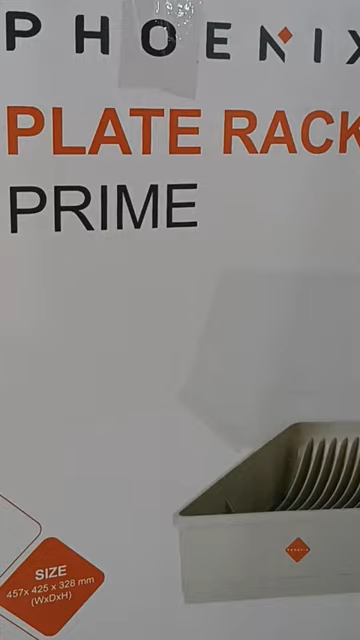 PHOENIX
PLATE RACK
PRIME
SIZE
457x 425 x 328 mm
(WxDxH)